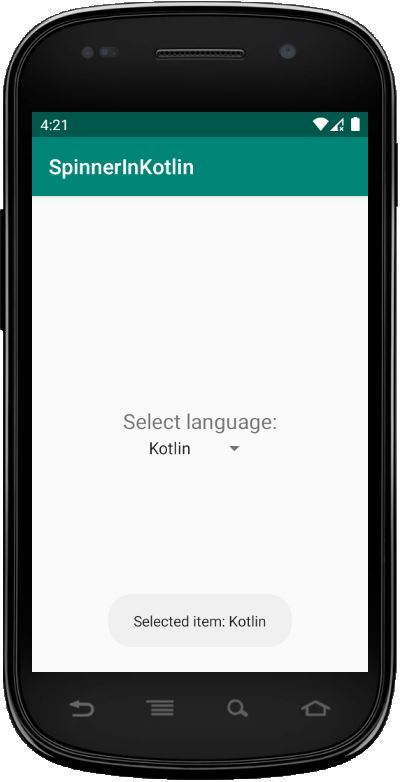 4:21
SpinnerInKotlin
Select language:
Kotlin
Selected item: Kotlin